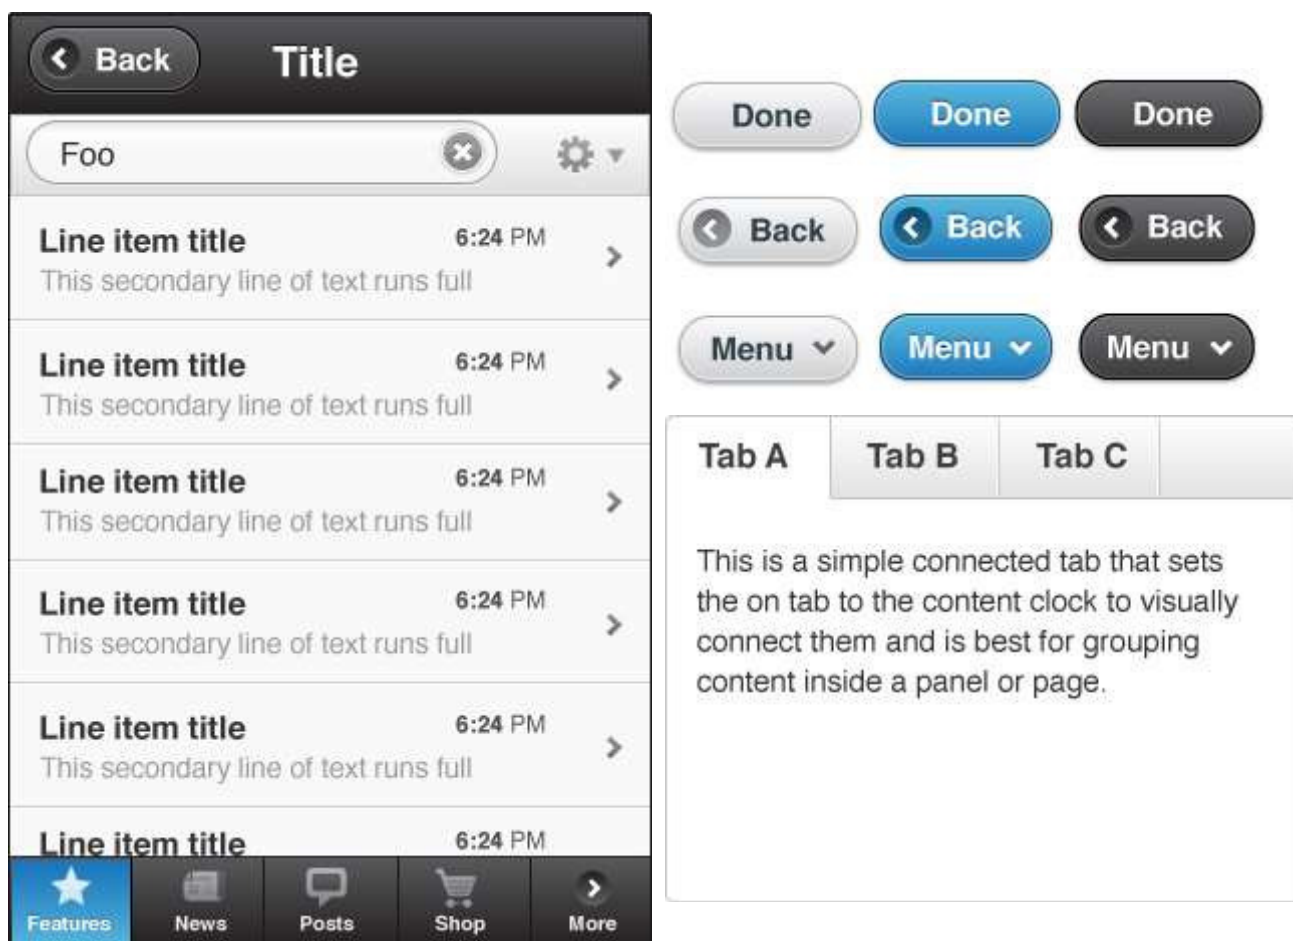 Back
Title
Foo
Line item title 6:24 PM
This secondary line of text runs full
Line item title 6:24 PM
This secondary line of text runs full
Line item title 6:24 PM
This secondary line of text runs full
Line item title 6:24 PM
This secondary line of text runs full
Line item title 6:24 PM
This secondary line of text runs full
Line item title 6:24 PM
Features News Posts Shop More
Done Done Done
Back Back Back
Menu Menu Menu
Tab A Tab B Tab C
This is a simple connected tab that sets
the on tab to the content clock to visually
connect them and is best for grouping
content inside a panel or page.